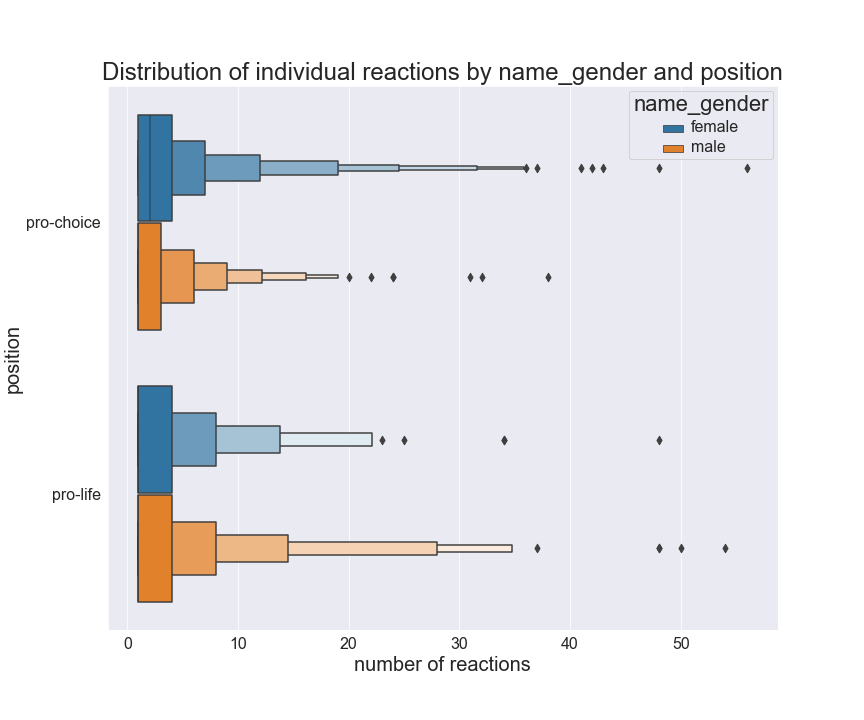 Distribution of individual reactions by name_gender and position
name_gender
female
male
pro-choice
pro-life
position
0 10 20 30 40 50
number of reactions